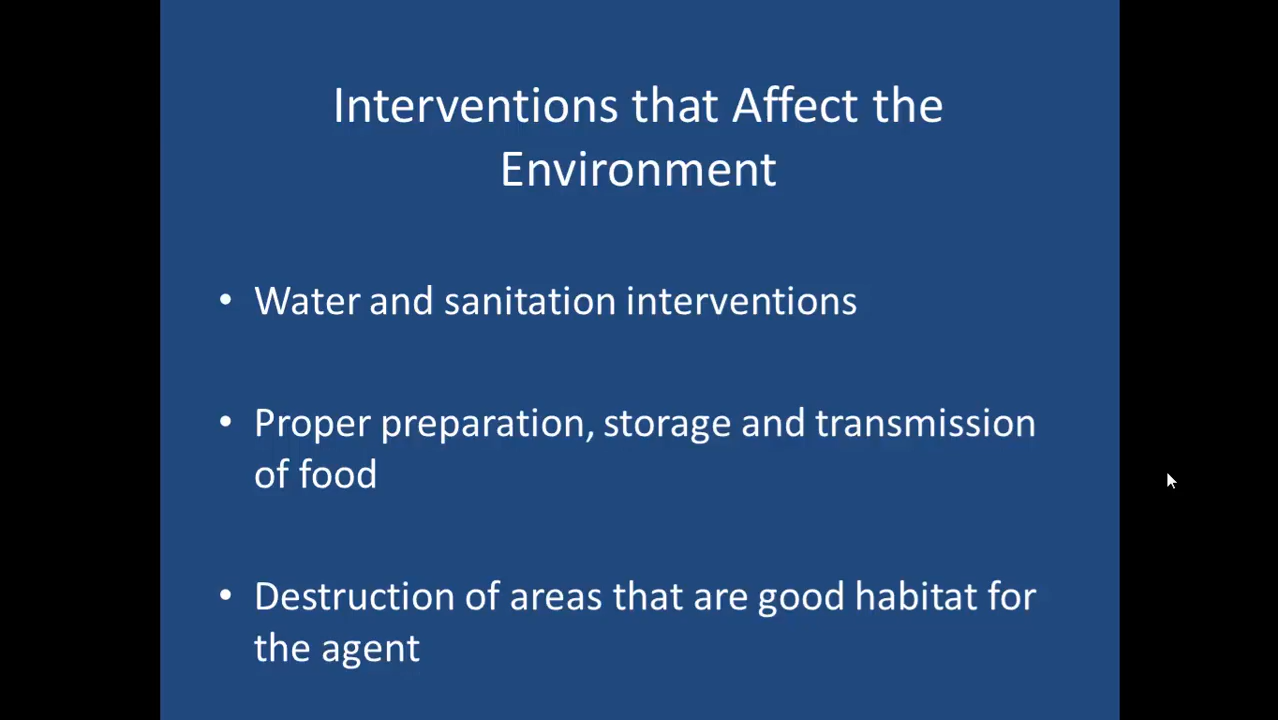 Interventions that Affect the
Environment
• Water and sanitation interventions
• Proper preparation, storage and transmission
of food
• Destruction of areas that are good habitat for
the agent